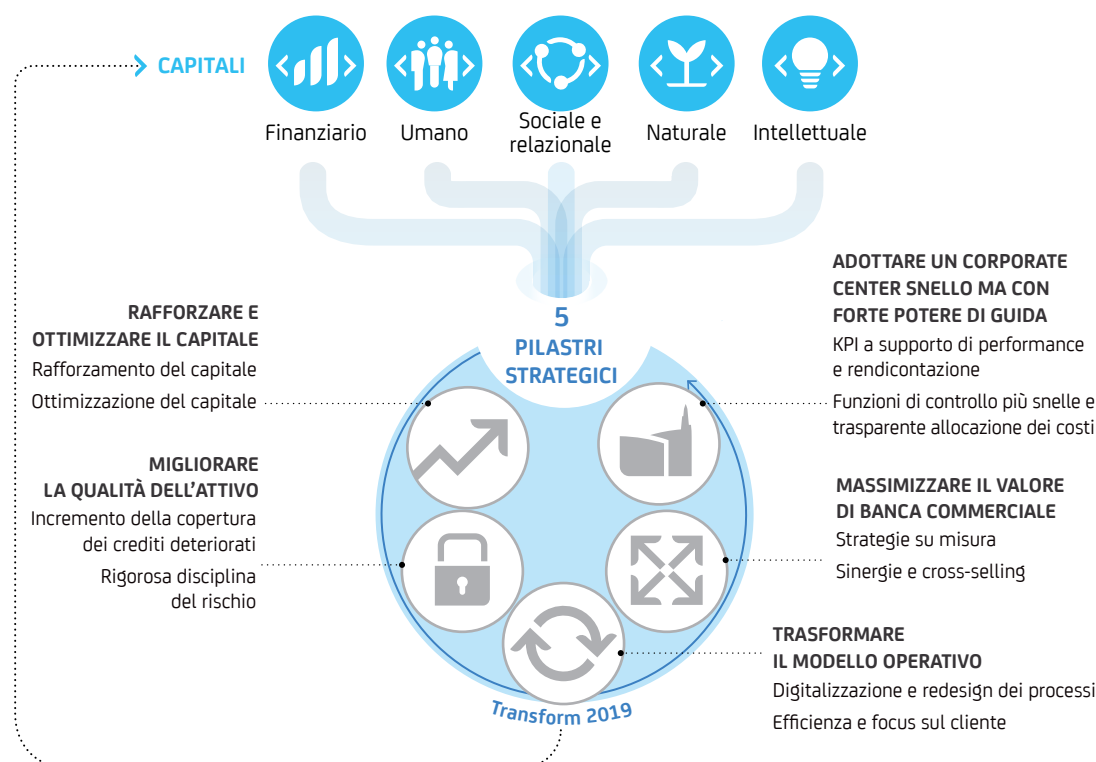 CAPITALI
Finanziario
Umano
Sociale e
relazionale
Naturale
Intellettuale
5
PILASTRI
STRATEGICI
RAFFORZARE E
OTTIMIZZARE IL CAPITALE
Rafforzamento del capitale
Ottimizzazione del capitale
MIGLIORARE
LA QUALITÀ DELL'ATTIVO
Incremento della copertura
dei crediti deteriorati
Rigorosa disciplina
del rischio
ADOTTARE UN CORPORATE
CENTER SNELLO MA CON
FORTE POTERE DI GUIDA
KPI a supporto di performance
e rendicontazione
Funzioni di controllo più snelle e
trasparente allocazione dei costi
MASSIMIZZARE IL VALORE
DI BANCA COMMERCIALE
Strategie su misura
Sinergie e cross-selling
TRASFORMARE
IL MODELLO OPERATIVO
Digitalizzazione e redesign dei processi
Efficienza e focus sul cliente
Transform 2019